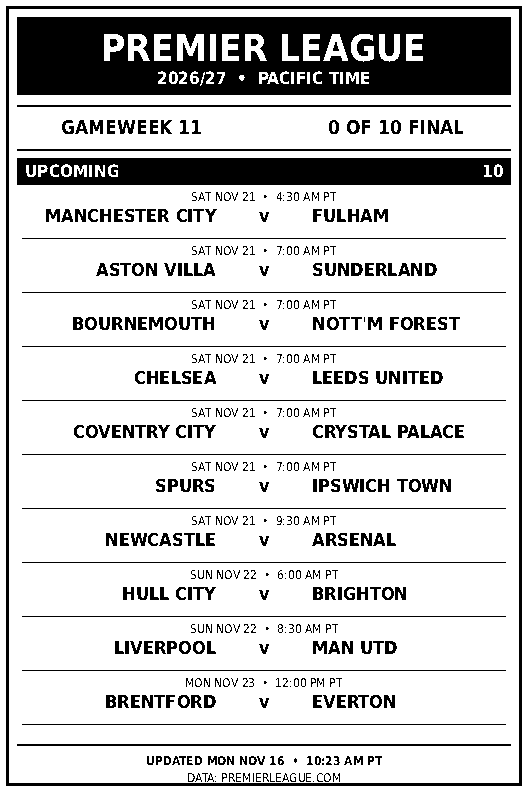 PREMIER LEAGUE
2026/27 • PACIFIC TIME
GAMEWEEK 11 0 OF 10 FINAL
UPCOMING 10
SAT NOV 21 • 4:30 AM PT
MANCHESTER CITY v FULHAM
SAT NOV 21 • 7:00 AM PT
ASTON VILLA v SUNDERLAND
SAT NOV 21 • 7:00 AM PT
BOURNEMOUTH v NOTT'M FOREST
SAT NOV 21 • 7:00 AM PT
CHELSEA v LEEDS UNITED
SAT NOV 21 • 7:00 AM PT
COVENTRY CITY v CRYSTAL PALACE
SAT NOV 21 • 7:00 AM PT
SPURS v IPSWICH TOWN
SAT NOV 21 • 9:30 AM PT
NEWCASTLE v ARSENAL
SUN NOV 22 • 6:00 AM PT
HULL CITY v BRIGHTON
SUN NOV 22 • 8:30 AM PT
LIVERPOOL v MAN UTD
MON NOV 23 • 12:00 PM PT
BRENTFORD v EVERTON
UPDATED MON NOV 16 • 10:23 AM PT
DATA: PREMIERLEAGUE.COM